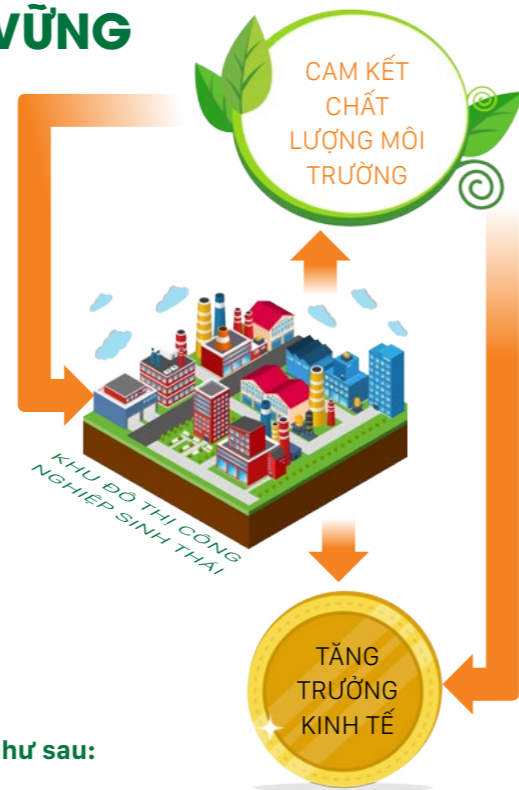 VỮNG
CAM KẾT
CHẤT
LƯỢNG MÔI
TRƯỜNG
KHU ĐÔ THỊ CÔNG
NGHIỆP SINH THÁI
TĂNG
TRƯỞNG
KINH TẾ
như sau: